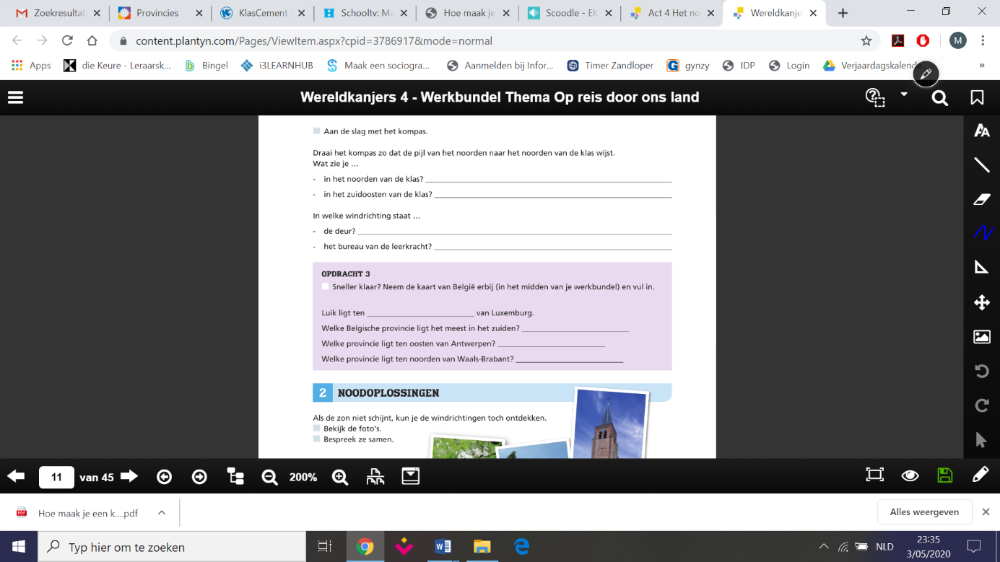 Zoekresultat
Provincies
KlasCement
Schooltv: Ma
Hoe maak je
Scoodle - EK
Act 4 Het no
Wereldkanje
content.plantyn.com/Pages/ViewItem.aspx?cpid=3786917&mode=normal
M
Apps
die Keure - Leraarsk...
Bingel
i3LEARNHUB
Maak een sociogra...
Aanmelden bij Infor...
Timer Zandloper
gynzy
IDP
Login
Verjaardagskalende
»
Wereldkanjers 4 - Werkbundel Thema Op reis door ons land
Aan de slag met het kompas.
Draai het kompas zo dat de pijl van het noorden naar het noorden van de klas wijst.
Wat zie je …
- in het noorden van de klas?
- in het zuidoosten van de klas?
In welke windrichting staat …
- de deur?
- het bureau van de leerkracht?
OPDRACHT 3
Sneller klaar? Neem de kaart van België erbij (in het midden van je werkbundel) en vul in.
Luik ligt ten ______ van Luxemburg.
Welke Belgische provincie ligt het meest in het zuiden?
Welke provincie ligt ten oosten van Antwerpen?
Welke provincie ligt ten noorden van Waals-Brabant?
2 NOODOPLOSSINGEN
Als de zon niet schijnt, kun je de windrichtingen toch ontdekken.
Bekijk de foto's.
Bespreek ze samen.
11 van 45
200%
Hoe maak je een k....pdf
Alles weergeven
Typ hier om te zoeken
NLD
23:35
3/05/2020